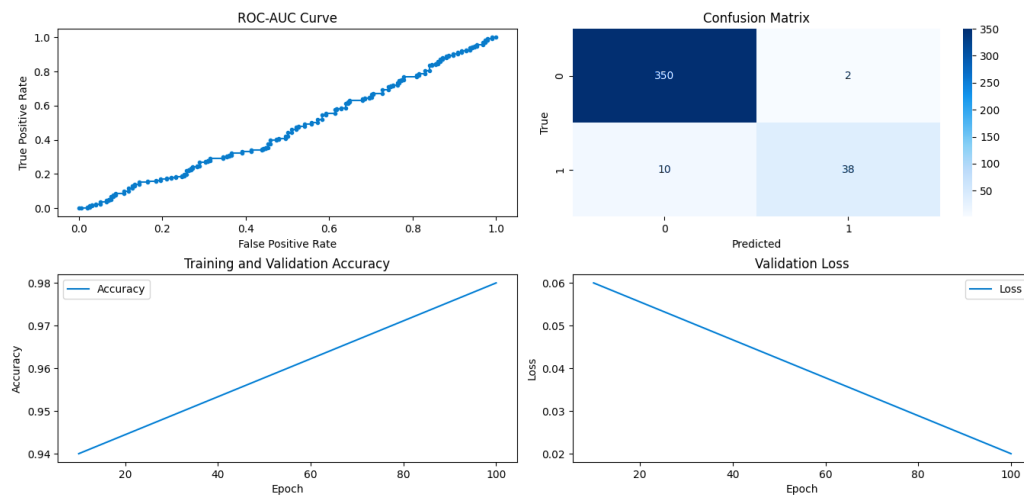 ROC-AUC Curve
True Positive Rate
1.0
0.8
0.6
0.4
0.2
0.0
0.0 0.2 0.4 0.6 0.8 1.0
False Positive Rate
Confusion Matrix
True
0
1
350 2
10 38
0 1
Predicted
350
300
250
200
150
100
50
Training and Validation Accuracy
Accuracy
Accuracy
0.98
0.97
0.96
0.95
0.94
20 40 60 80 100
Epoch
Validation Loss
Loss
Loss
0.06
0.05
0.04
0.03
0.02
20 40 60 80 100
Epoch